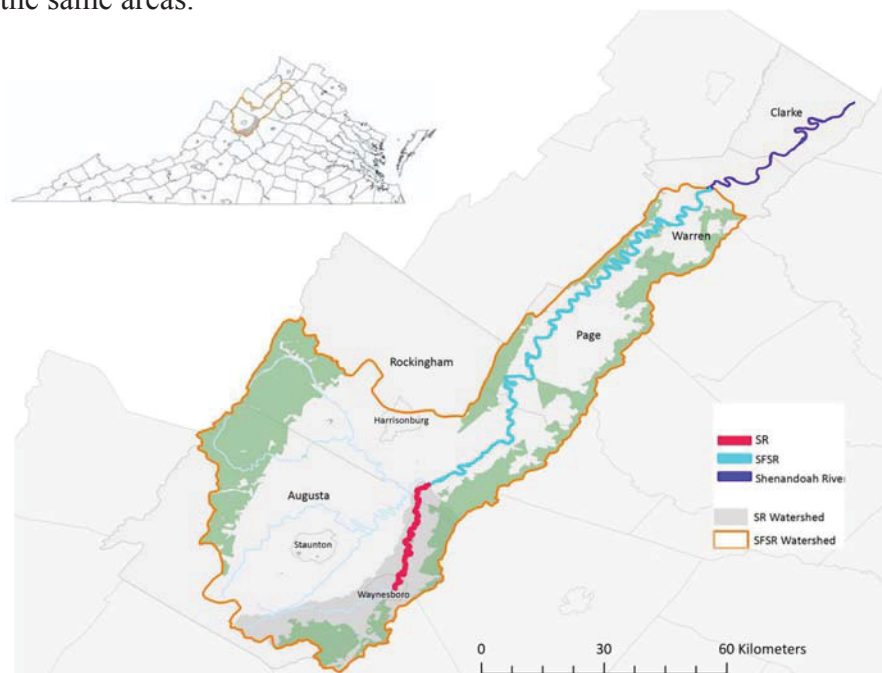 the same areas.
Clarke
Warren
Page
Rockingham
Harrisonburg
Augusta
Staunton
Waynesboro
SR
SFSR
Shenandoah Rive
SR Watershed
SFSR Watershed
0 30 60 Kilometers